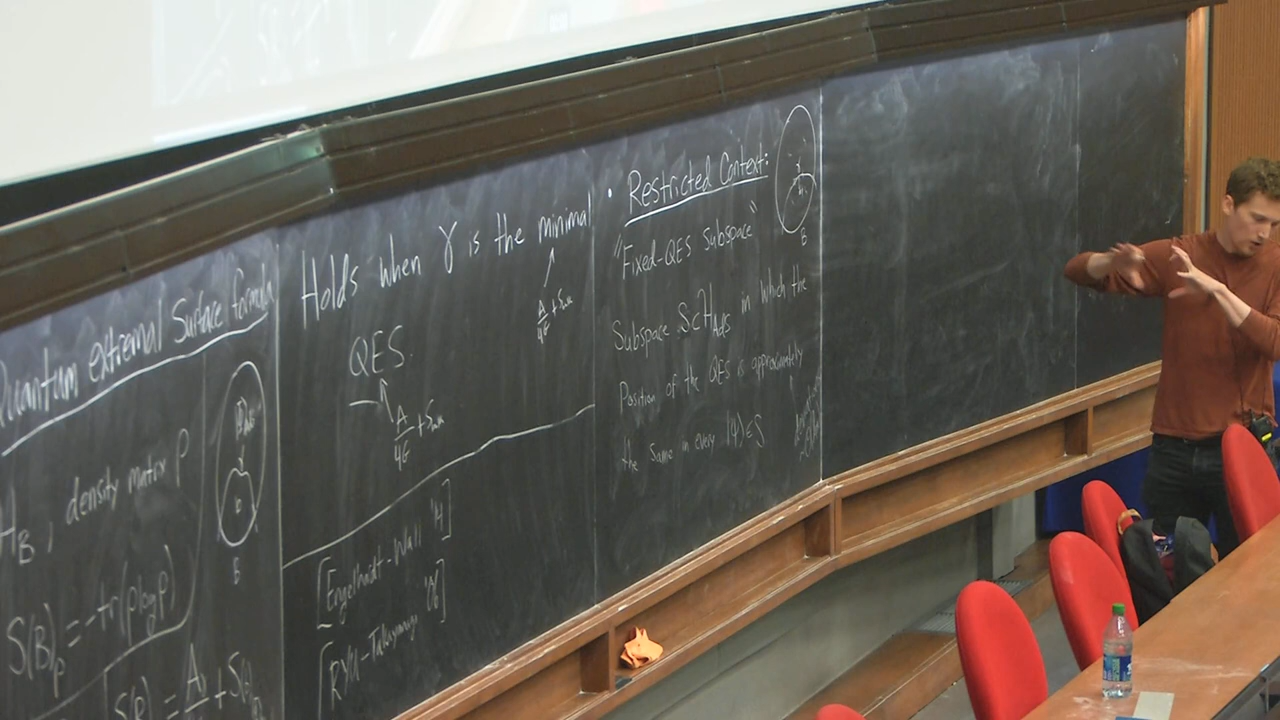 Quantum extremal Surface formula
H_B, density matrix ρ
S(B)_ρ = -tr(ρlogρ)
B
Holds when γ is the minimal
QES.
A/4G + S_bulk
A/4G + S_bulk
[Engelhardt-Wall '14]
[Ryu-Takayanagi '06]
• Restricted Context:
"Fixed-QES Subspace"
B
Subspace S⊂H_AdS in which the
Position of the QES is approximately
the same in every |ψ⟩∈S